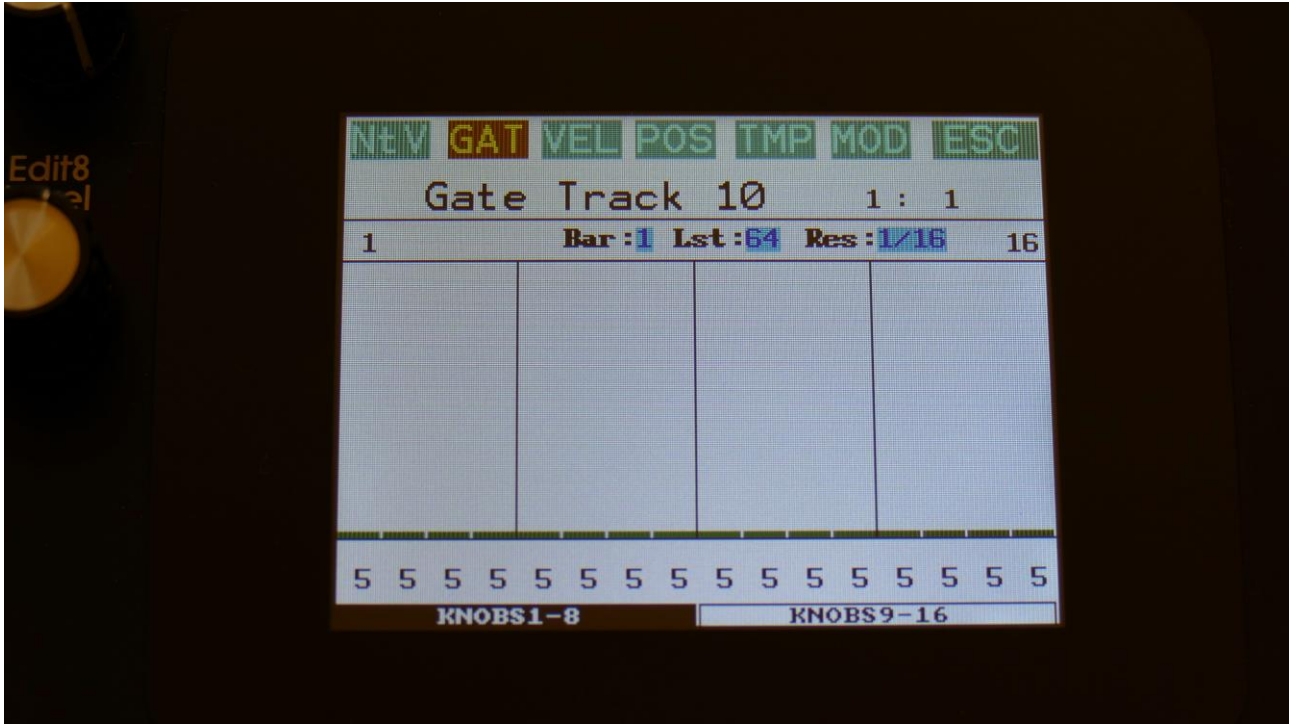 NtV GAT VEL POS TMP MOD ESC
Edit8
Gate Track 10 1: 1
1 Bar:1 Lst:64 Res:1/16 16
5 5 5 5 5 5 5 5 5 5 5 5 5 5 5 5
KNOBS1-8 KNOBS9-16